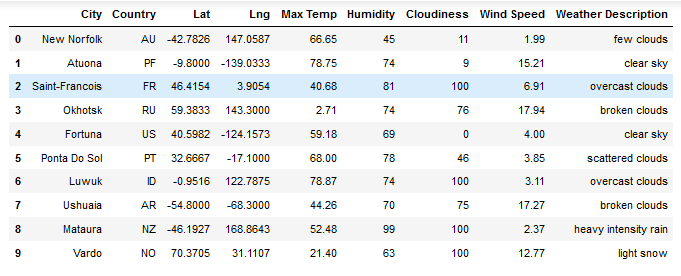 City Country Lat Lng Max Temp Humidity Cloudiness Wind Speed Weather Description
0 New Norfolk AU -42.7826 147.0587 66.65 45 11 1.99 few clouds
1 Atuona PF -9.8000 -139.0333 78.75 74 9 15.21 clear sky
2 Saint-Francois FR 46.4154 3.9054 40.68 81 100 6.91 overcast clouds
3 Okhotsk RU 59.3833 143.3000 2.71 74 76 17.94 broken clouds
4 Fortuna US 40.5982 -124.1573 59.18 69 0 4.00 clear sky
5 Ponta Do Sol PT 32.6667 -17.1000 68.00 78 46 3.85 scattered clouds
6 Luwuk ID -0.9516 122.7875 78.87 74 100 3.11 overcast clouds
7 Ushuaia AR -54.8000 -68.3000 44.26 70 75 17.27 broken clouds
8 Mataura NZ -46.1927 168.8643 52.48 99 100 2.37 heavy intensity rain
9 Vardo NO 70.3705 31.1107 21.40 63 100 12.77 light snow